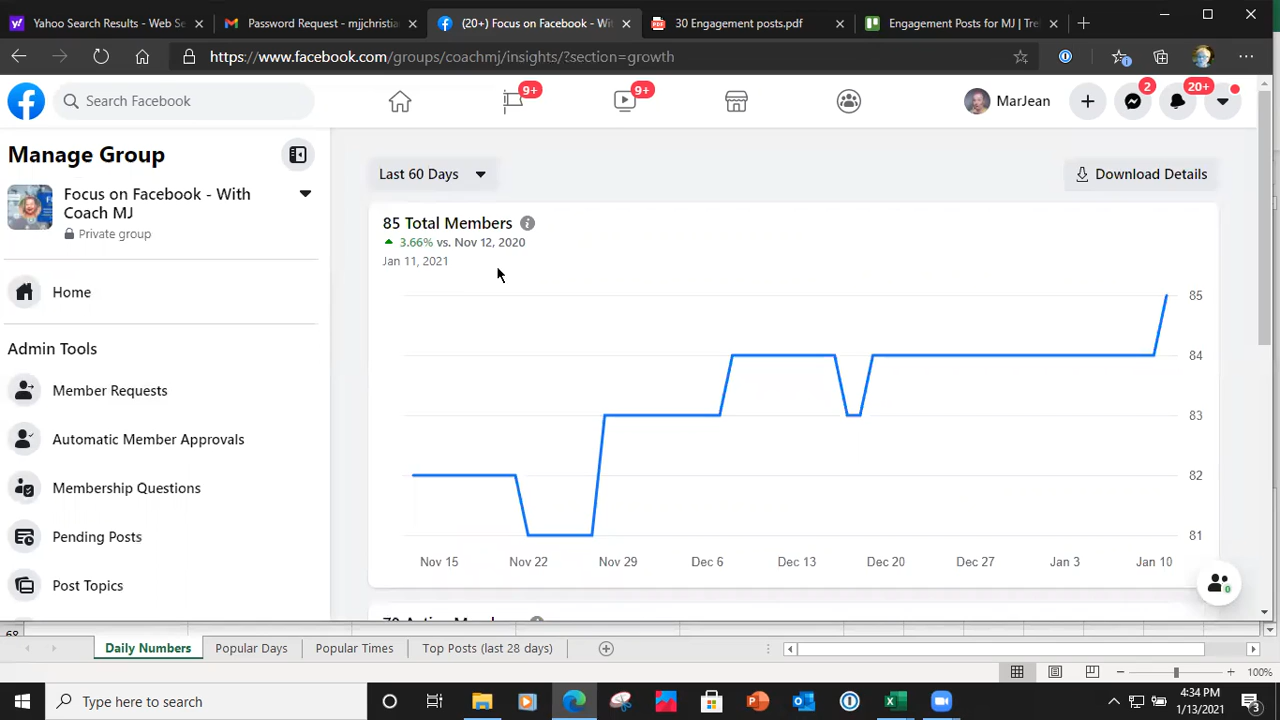 Yahoo Search Results - Web Se
Password Request - mjjchristia
(20+) Focus on Facebook - Wit
PDF
30 Engagement posts.pdf
Engagement Posts for MJ | Trel
https://www.facebook.com/groups/coachmj/insights/?section=growth
Search Facebook
9+
9+
MarJean
2
20+
Manage Group
Focus on Facebook - With
Coach MJ
Private group
Home
Admin Tools
Member Requests
Automatic Member Approvals
Membership Questions
Pending Posts
Post Topics
Last 60 Days
Download Details
85 Total Members
3.66% vs. Nov 12, 2020
Jan 11, 2021
85
84
83
82
81
Nov 15
Nov 22
Nov 29
Dec 6
Dec 13
Dec 20
Dec 27
Jan 3
Jan 10
0
68
Daily Numbers
Popular Days
Popular Times
Top Posts (last 28 days)
100%
Type here to search
4:34 PM
1/13/2021
3